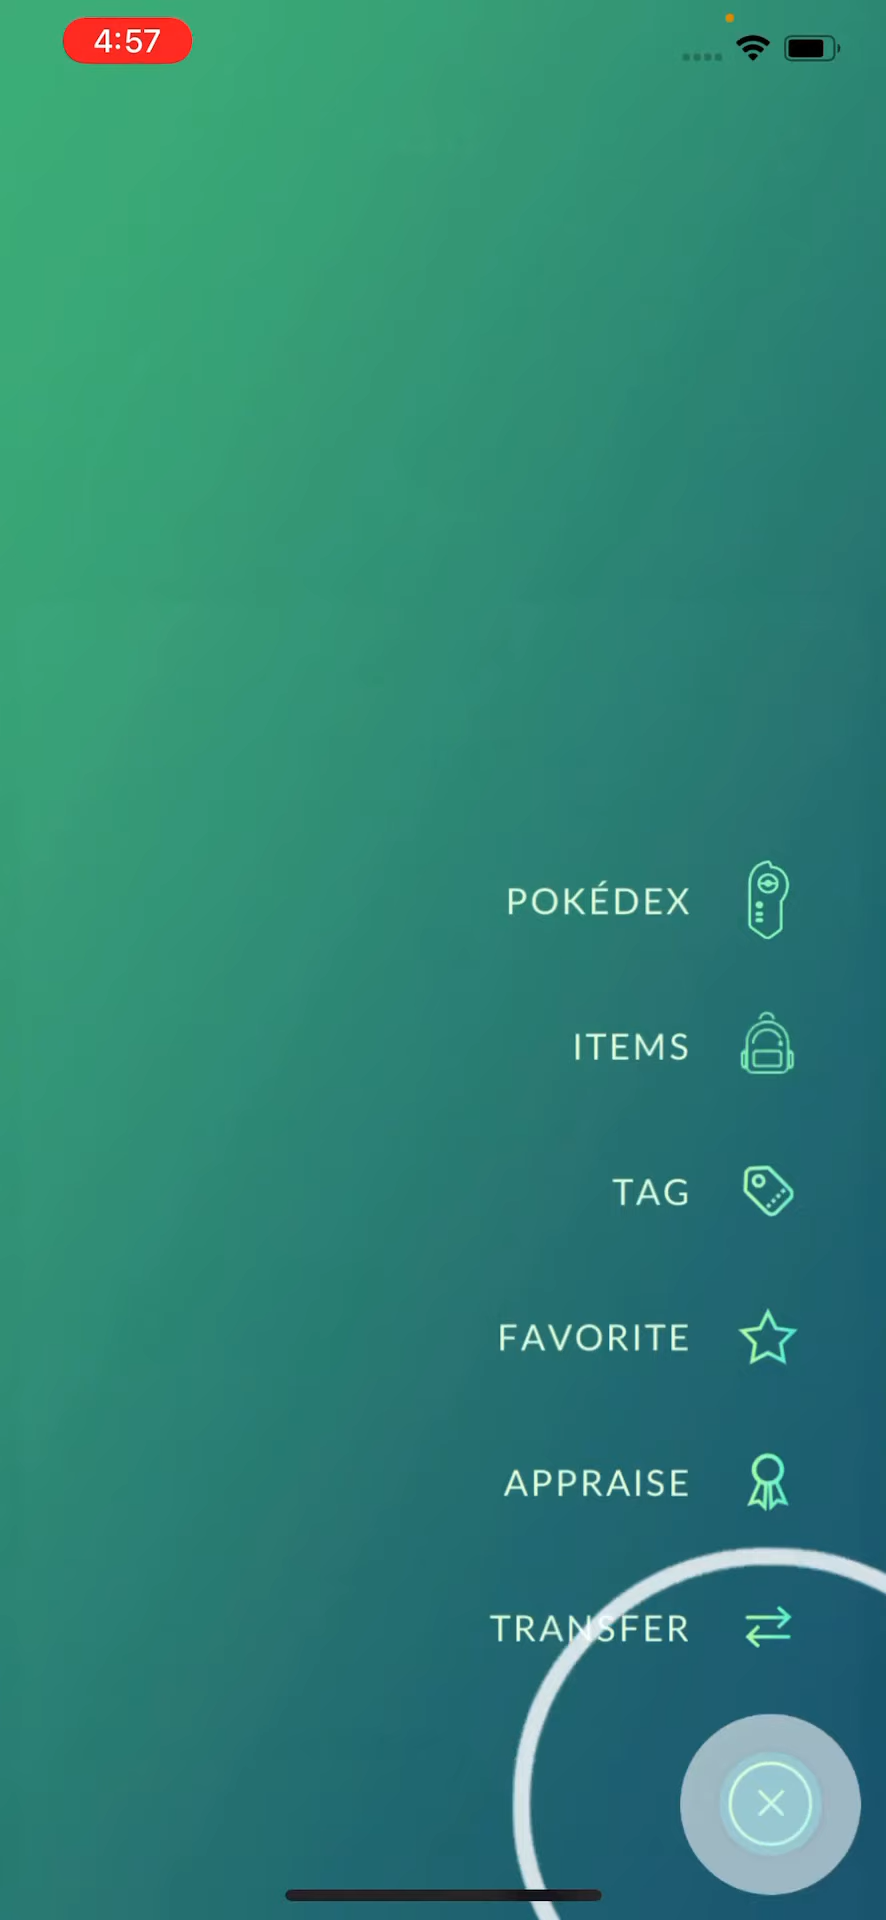 4:57
POKÉDEX
ITEMS
TAG
FAVORITE
APPRAISE
TRANSFER